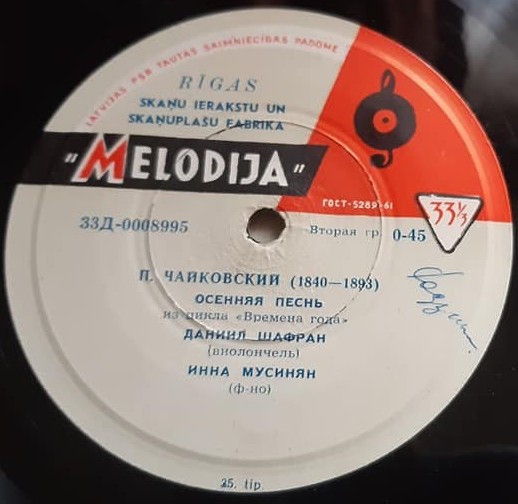 LATVIJAS PSR TAUTAS SAIMNIECĪBAS PADOME
RĪGAS
SKAŅU IERAKSTU UN
SKAŅUPLAŠU FABRIKA
"MELODIJA"
ГОСТ-5289-61
33⅓
33Д-0008995
Вторая гр. 0-45
П. ЧАЙКОВСКИЙ (1840—1893)
ОСЕННЯЯ ПЕСНЬ
из цикла «Времена года»
ДАНИИЛ ШАФРАН
(виолончель)
ИННА МУСИНЯН
(ф-но)
25. tip.